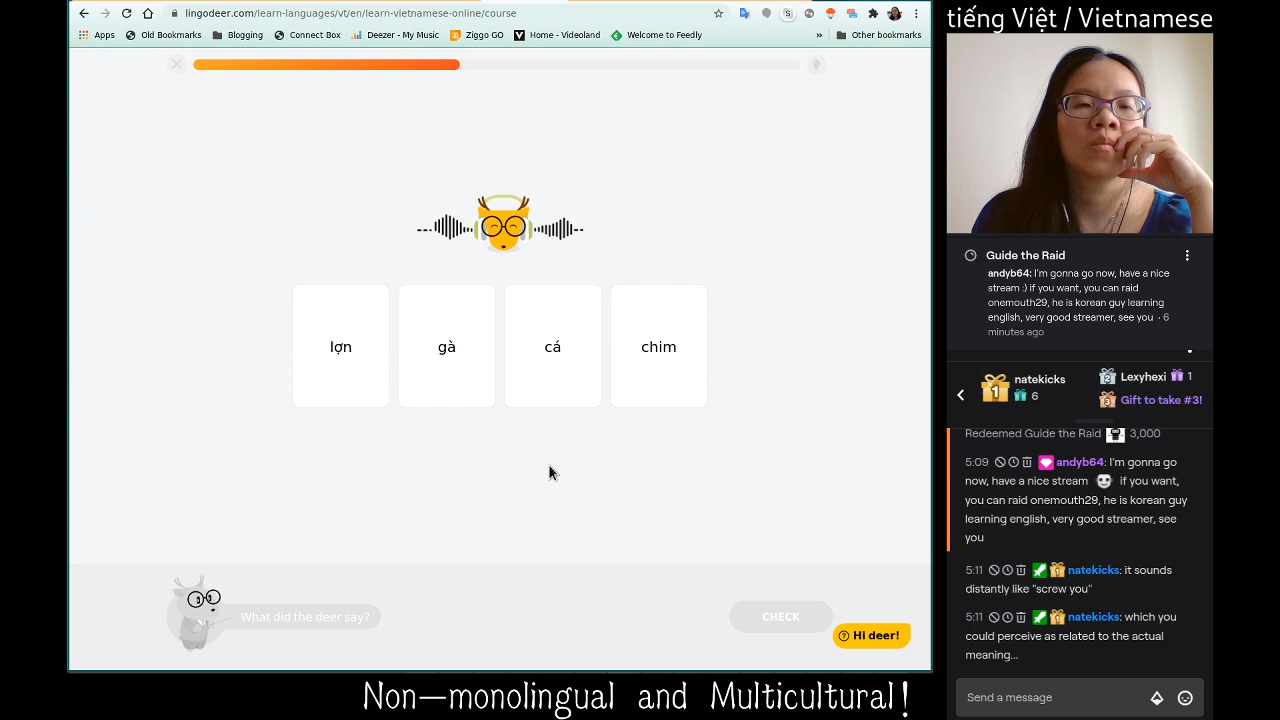 lingodeer.com/learn-languages/vt/en/learn-vietnamese-online/course
Apps
Old Bookmarks
Blogging
Connect Box
Deezer - My Music
Ziggo GO
Home - Videoland
Welcome to Feedly
»
Other bookmarks
lợn
gà
cá
chim
What did the deer say?
CHECK
Hi deer!
Non-monolingual and Multicultural!
tiếng Việt / Vietnamese
Guide the Raid
andyb64: I'm gonna go now, have a nice
stream :) if you want, you can raid
onemouth29, he is korean guy learning
english, very good streamer, see you · 6
minutes ago
1
natekicks
6
2
Lexyhexi 1
3
Gift to take #3!
Redeemed Guide the Raid 3,000
5:09 andyb64: I'm gonna go
now, have a nice stream if you want,
you can raid onemouth29, he is korean guy
learning english, very good streamer, see
you
5:11 natekicks: it sounds
distantly like "screw you"
5:11 natekicks: which you
could perceive as related to the actual
meaning...
Send a message